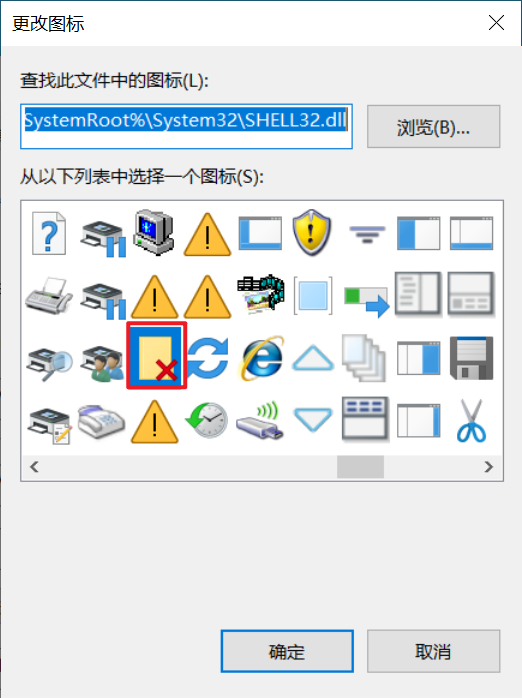 更改图标
查找此文件中的图标(L):
SystemRoot%\System32\SHELL32.dll
浏览(B)...
从以下列表中选择一个图标(S):
确定
取消